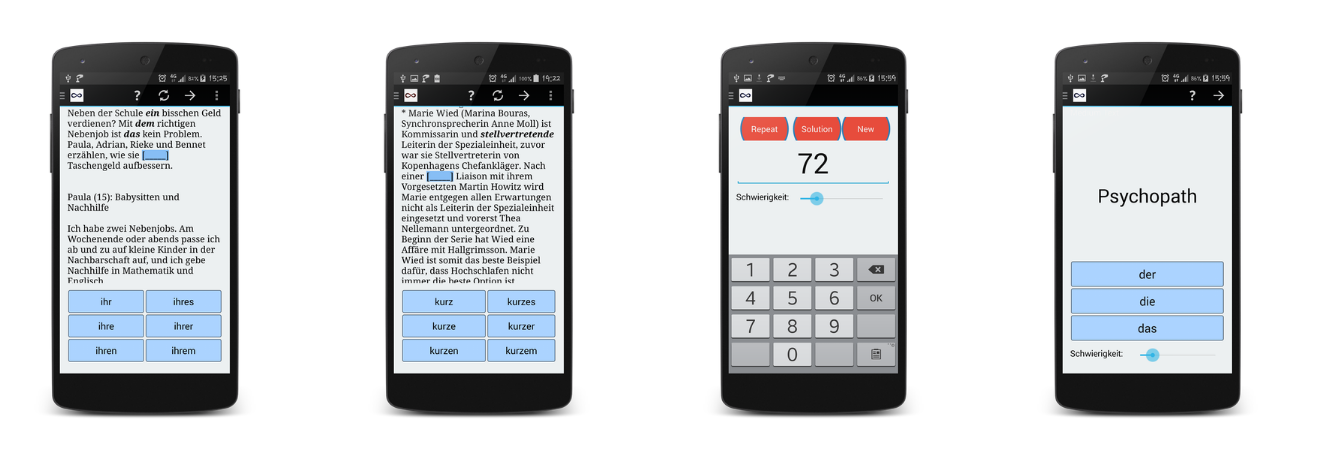 84% 15:25
?
Neben der Schule ein bisschen Geld
verdienen? Mit dem richtigen
Nebenjob ist das kein Problem.
Paula, Adrian, Rieke und Bennet
erzählen, wie sie [____]
Taschengeld aufbessern.
Paula (15): Babysitten und
Nachhilfe
Ich habe zwei Nebenjobs. Am
Wochenende oder abends passe ich
ab und zu auf kleine Kinder in der
Nachbarschaft auf, und ich gebe
Nachhilfe in Mathematik und
Englisch
ihr ihres
ihre ihrer
ihren ihrem
4G 100% 19:22
?
* Marie Wied (Marina Bouras,
Synchronsprecherin Anne Moll) ist
Kommissarin und stellvertretende
Leiterin der Spezialeinheit, zuvor
war sie Stellvertreterin von
Kopenhagens Chefankläger. Nach
einer [____] Liaison mit ihrem
Vorgesetzten Martin Howitz wird
Marie entgegen allen Erwartungen
nicht als Leiterin der Spezialeinheit
eingesetzt und vorerst Thea
Nellemann untergeordnet. Zu
Beginn der Serie hat Wied eine
Affäre mit Hallgrimsson. Marie
Wied ist somit das beste Beispiel
dafür, dass Hochschlafen nicht
immer die beste Option ist
kurz kurzes
kurze kurzer
kurzen kurzem
4G 86% 15:59
Repeat Solution New
72
Schwierigkeit:
1 2 3
4 5 6 OK
7 8 9
0
4G 86% 15:59
?
Psychopath
der
die
das
Schwierigkeit: